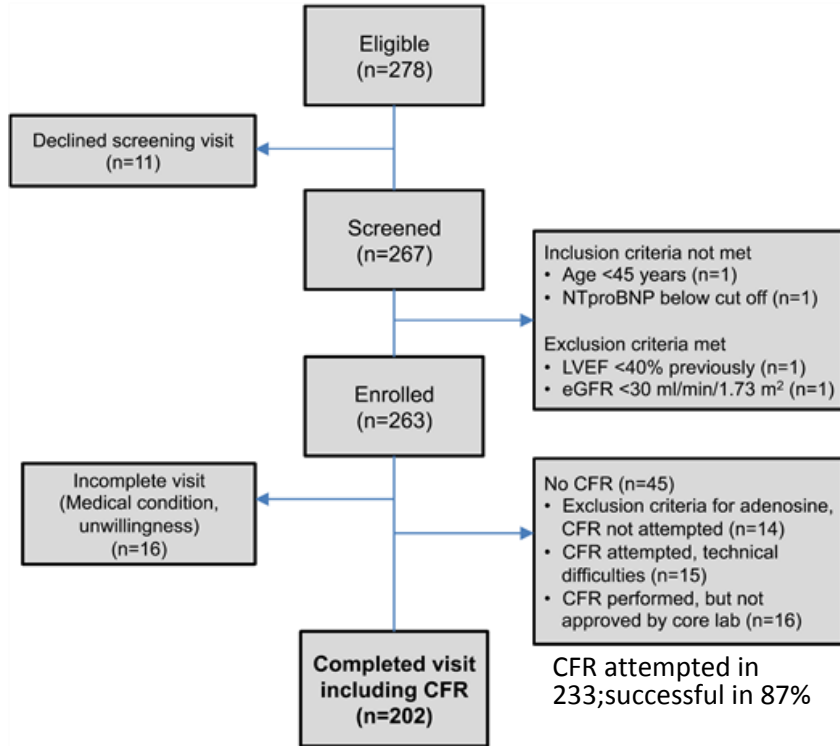 Eligible
(n=278)
Declined screening visit
(n=11)
Screened
(n=267)
Inclusion criteria not met
• Age <45 years (n=1)
• NTproBNP below cut off (n=1)
Exclusion criteria met
• LVEF <40% previously (n=1)
• eGFR <30 ml/min/1.73 m² (n=1)
Enrolled
(n=263)
Incomplete visit
(Medical condition,
unwillingness)
(n=16)
No CFR (n=45)
• Exclusion criteria for adenosine,
CFR not attempted (n=14)
• CFR attempted, technical
difficulties (n=15)
• CFR performed, but not
approved by core lab (n=16)
Completed visit
including CFR
(n=202)
CFR attempted in
233;successful in 87%